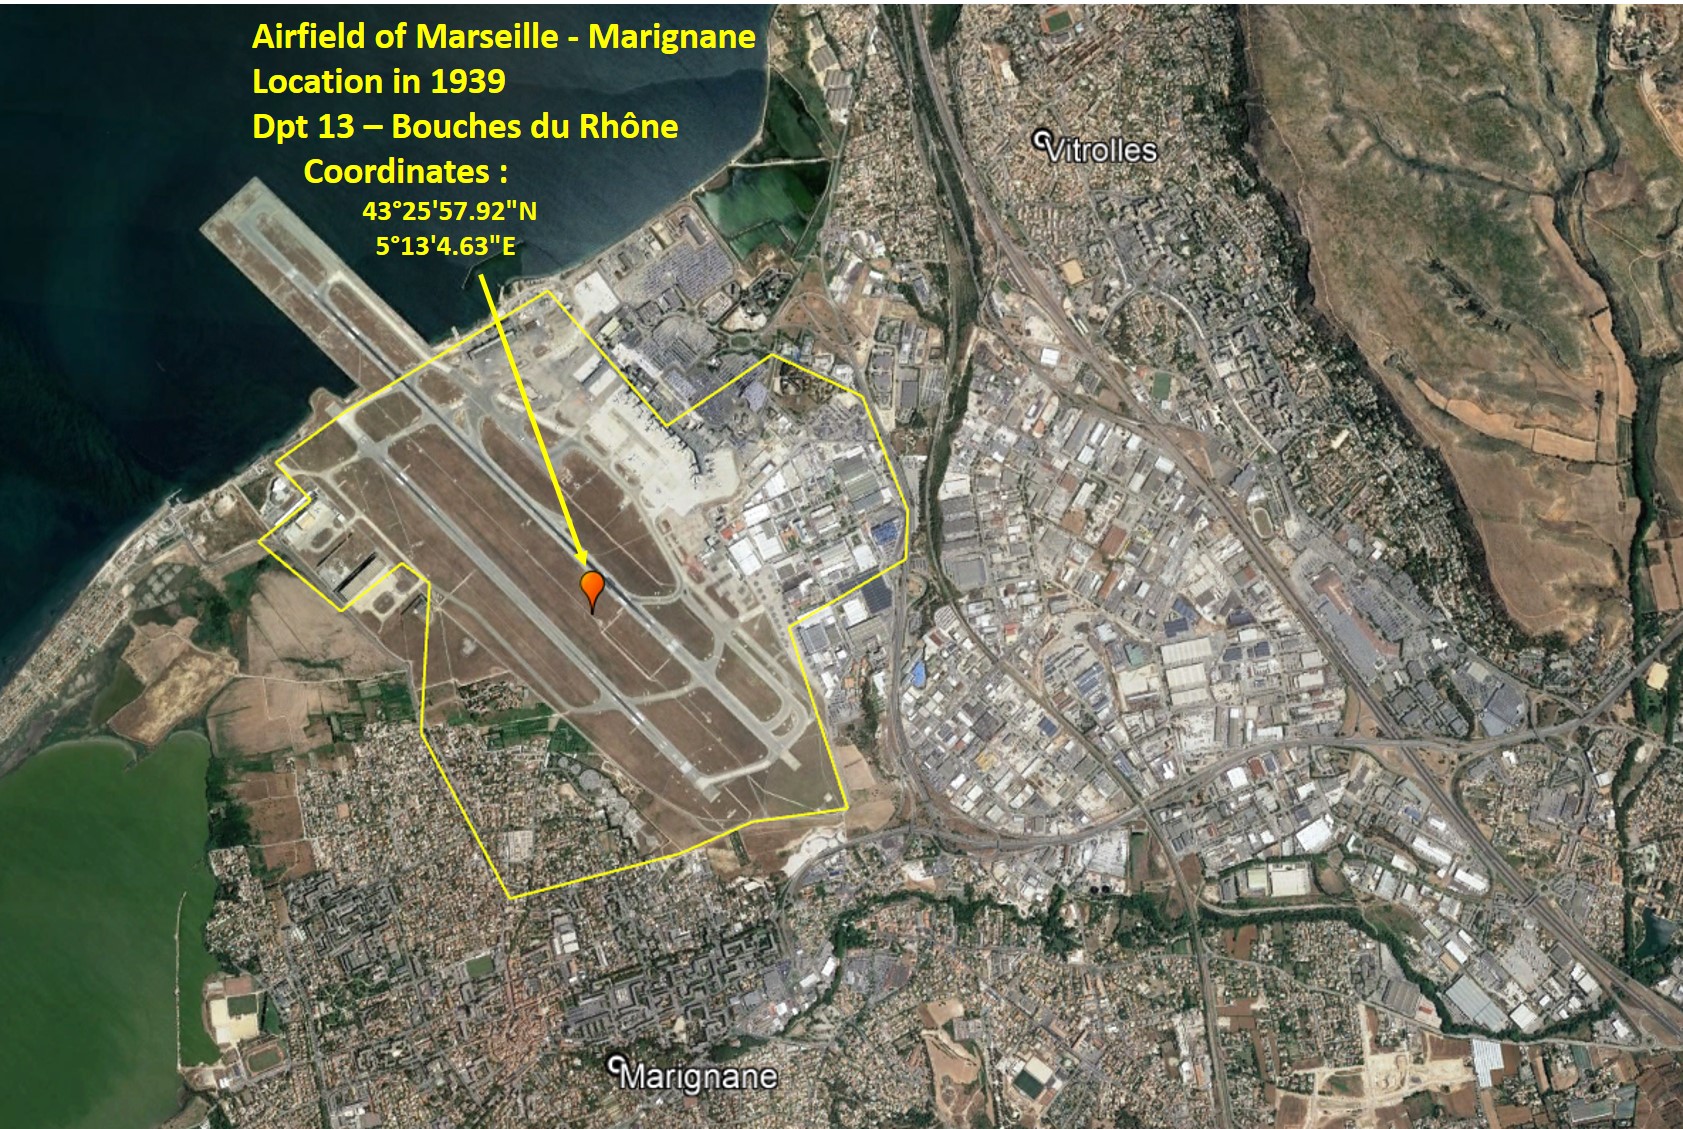 Airfield of Marseille - Marignane
Location in 1939
Dpt 13 – Bouches du Rhône
Coordinates :
43°25'57.92"N
5°13'4.63"E
Vitrolles
Marignane